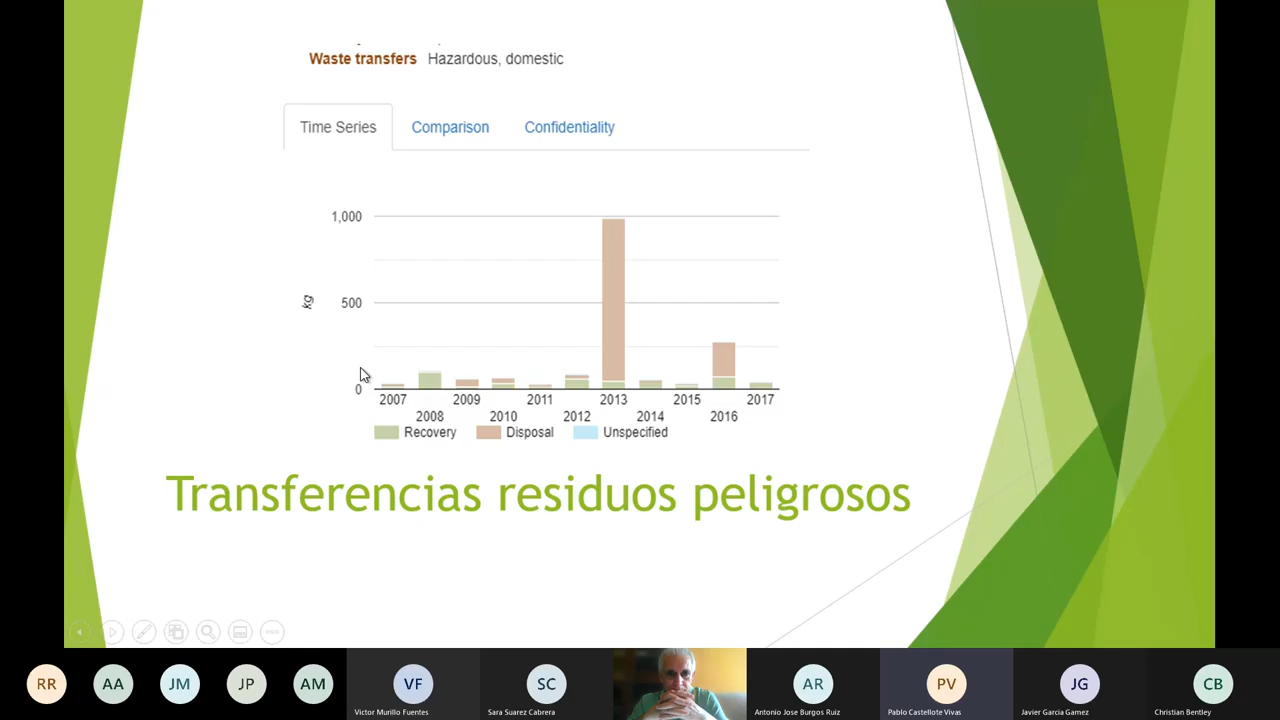 Waste transfers Hazardous, domestic
Time Series Comparison Confidentiality
1,000
500
0
kg
2007 2008 2009 2010 2011 2012 2013 2014 2015 2016 2017
Recovery Disposal Unspecified
Transferencias residuos peligrosos
RR AA JM JP AM VF SC AR PV JG CB
Victor Murillo Fuentes Sara Suarez Cabrera Antonio Jose Burgos Ruiz Pablo Castellote Vivas Javier Garcia Gamez Christian Bentley